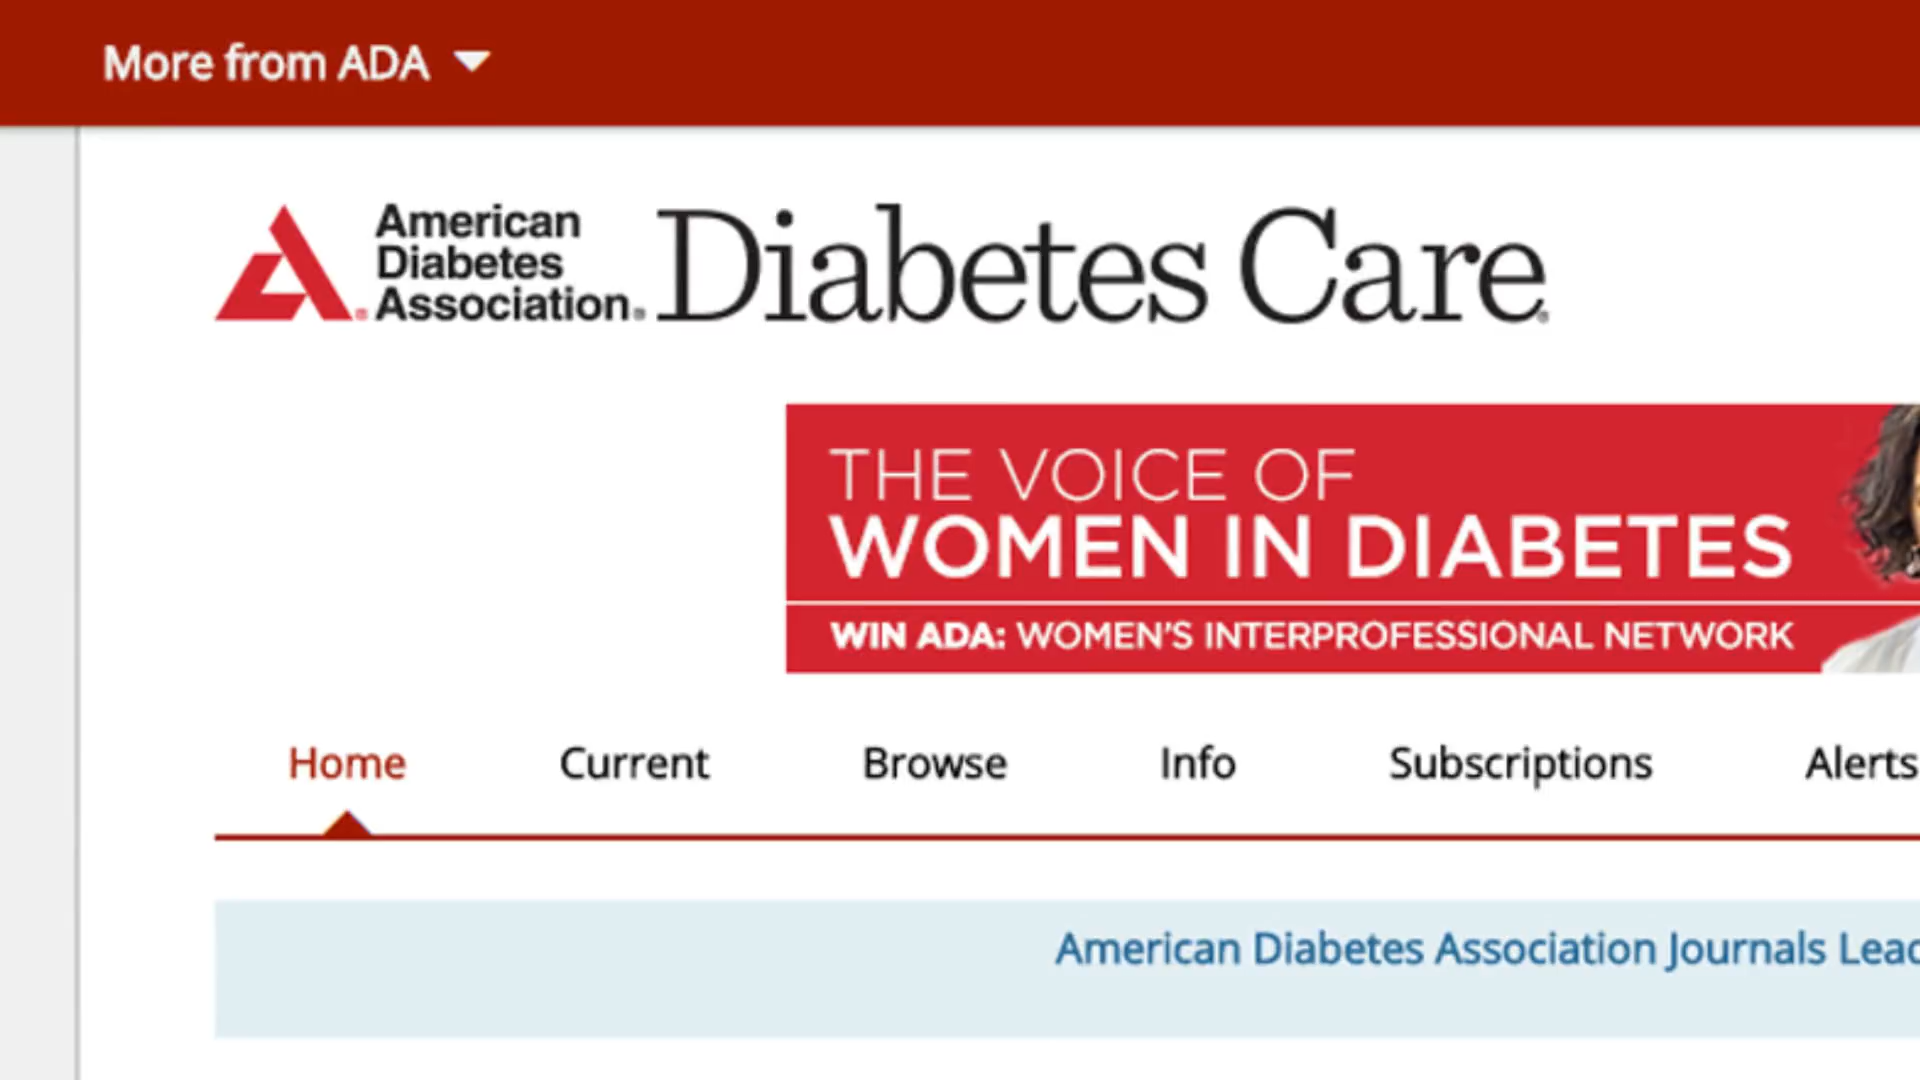 More from ADA
American
Diabetes
Association®
Diabetes Care®
THE VOICE OF
WOMEN IN DIABETES
WIN ADA: WOMEN'S INTERPROFESSIONAL NETWORK
Home Current Browse Info Subscriptions Alerts
American Diabetes Association Journals